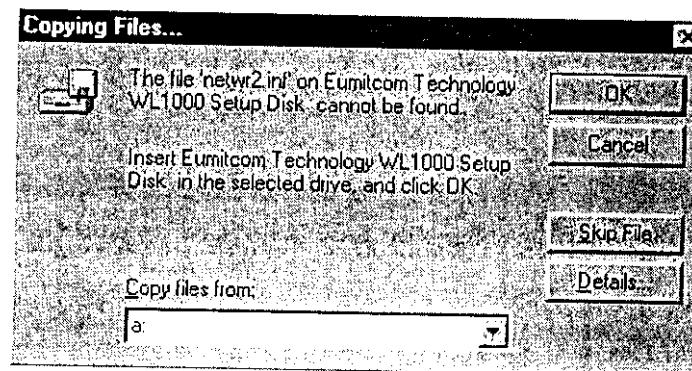 Copying Files...
The file 'netwr2.inf' on Eumitcom Technology
WL1000 Setup Disk cannot be found.
OK
Cancel
Insert Eumitcom Technology WL1000 Setup
Disk in the selected drive, and click OK
Skip File
Details...
Copy files from:
a: